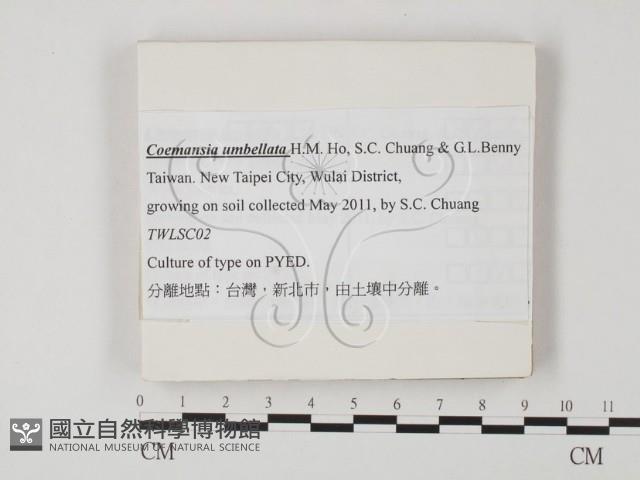 Coemansia umbellata H.M. Ho, S.C. Chuang & G.L.Benny
Taiwan. New Taipei City, Wulai District,
growing on soil collected May 2011, by S.C. Chuang
TWLSC02
Culture of type on PYED.
分離地點：台灣，新北市，由土壤中分離。
0 1 2 3 4 5 6 7 8 9 10 11
CM CM
國立自然科學博物館
NATIONAL MUSEUM OF NATURAL SCIENCE